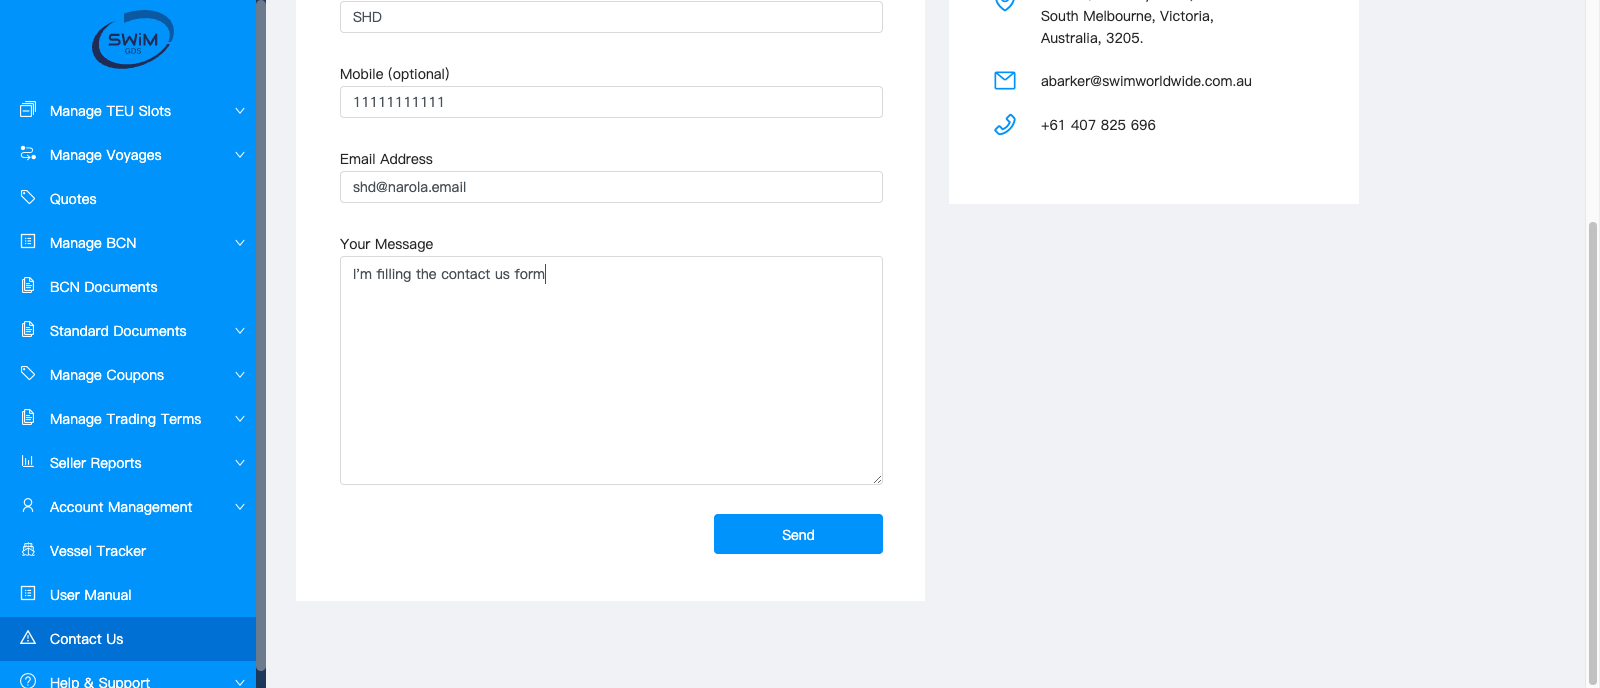 SWiM
GDS
Manage TEU Slots
Manage Voyages
Quotes
Manage BCN
BCN Documents
Standard Documents
Manage Coupons
Manage Trading Terms
Seller Reports
Account Management
Vessel Tracker
User Manual
Contact Us
Help & Support
SHD
Mobile (optional)
11111111111
Email Address
shd@narola.email
Your Message
I'm filling the contact us form
Send
South Melbourne, Victoria,
Australia, 3205.
abarker@swimworldwide.com.au
+61 407 825 696